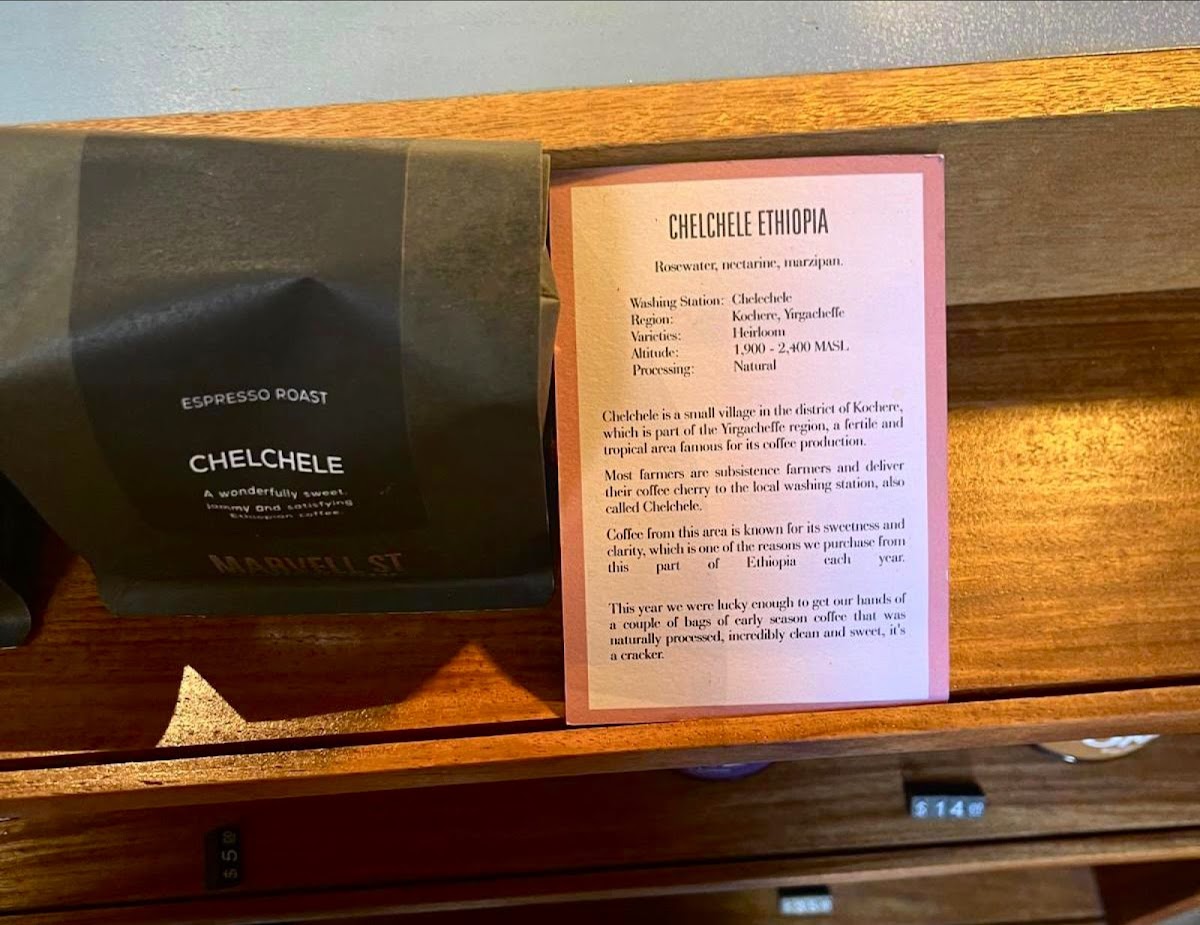 ESPRESSO ROAST
CHELCHELE
A wonderfully sweet,
jammy and satisfying
Ethiopian coffee.
MARVELL ST
CHELCHELE ETHIOPIA
Rosewater, nectarine, marzipan.
Washing Station: Chelechele
Region: Kochere, Yirgacheffe
Varieties: Heirloom
Altitude: 1,900 - 2,400 MASL
Processing: Natural
Chelchele is a small village in the district of Kochere,
which is part of the Yirgacheffe region, a fertile and
tropical area famous for its coffee production.
Most farmers are subsistence farmers and deliver
their coffee cherry to the local washing station, also
called Chelchele.
Coffee from this area is known for its sweetness and
clarity, which is one of the reasons we purchase from
this part of Ethiopia each year.
This year we were lucky enough to get our hands of
a couple of bags of early season coffee that was
naturally processed, incredibly clean and sweet, it's
a cracker.
$14.00
$5.00